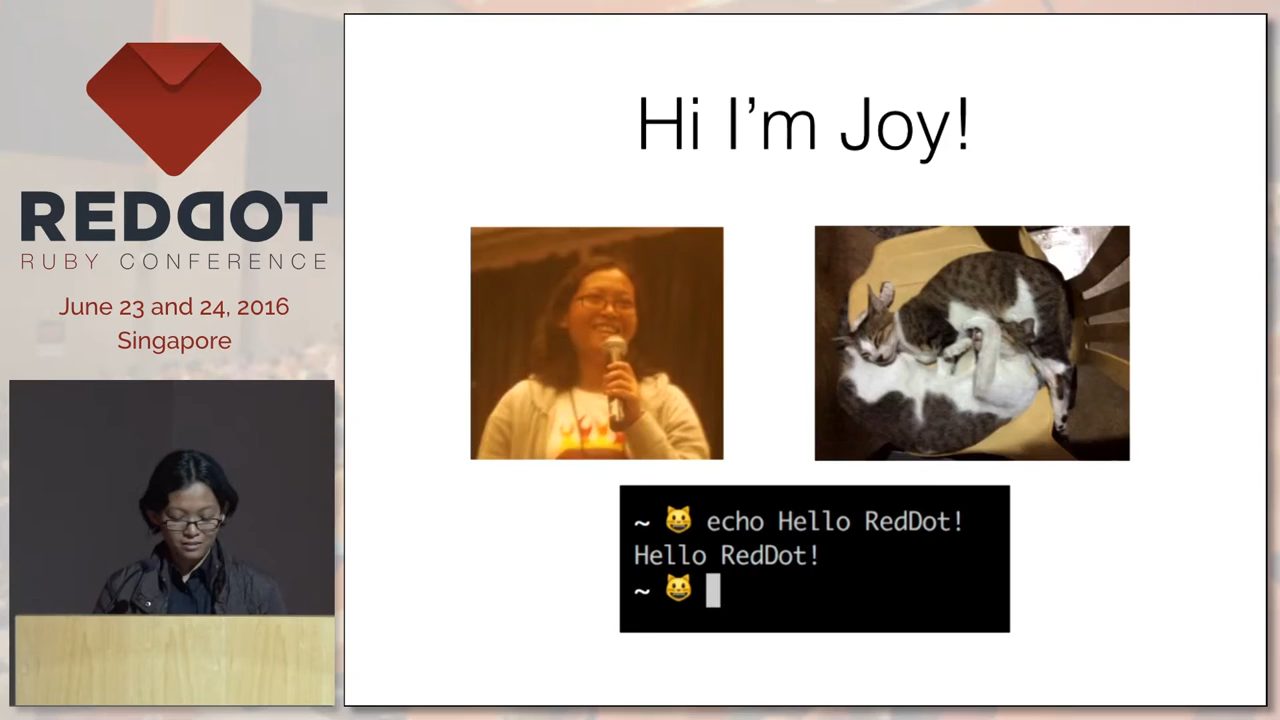 REDDOT
RUBY CONFERENCE
June 23 and 24, 2016
Singapore
Hi I'm Joy!
~ 😺 echo Hello RedDot!
Hello RedDot!
~ 😺